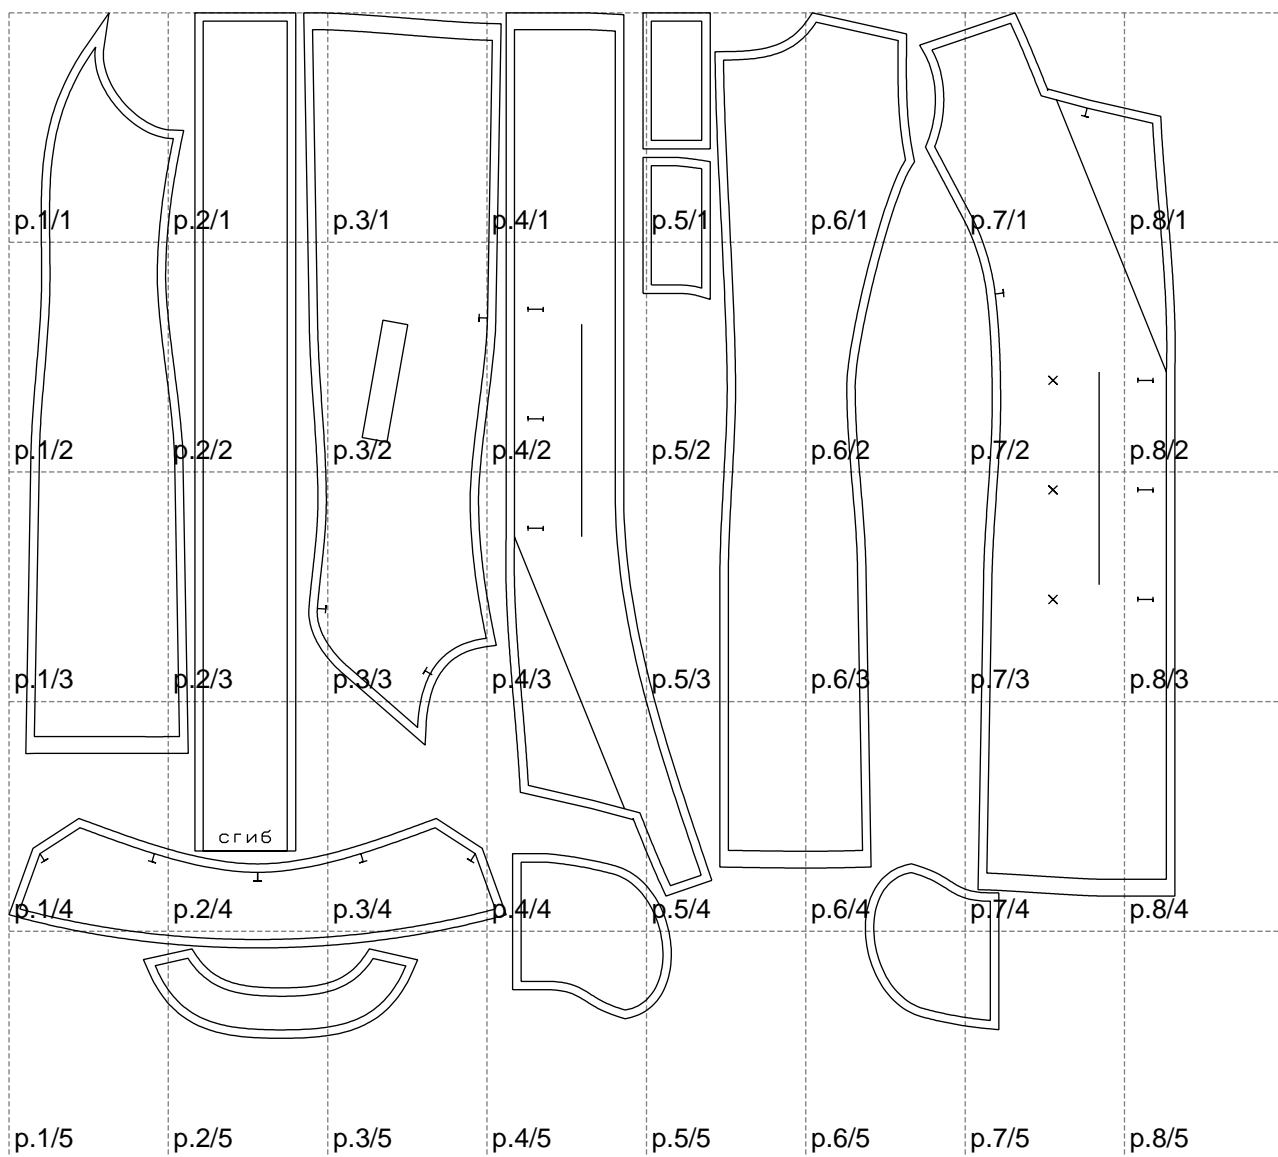 p.1/1 p.2/1 p.3/1 p.4/1 p.5/1 p.6/1 p.7/1 p.8/1
p.1/2 p.2/2 p.3/2 p.4/2 p.5/2 p.6/2 p.7/2 p.8/2
p.1/3 p.2/3 p.3/3 p.4/3 p.5/3 p.6/3 p.7/3 p.8/3
сгиб
p.1/4 p.2/4 p.3/4 p.4/4 p.5/4 p.6/4 p.7/4 p.8/4
p.1/5 p.2/5 p.3/5 p.4/5 p.5/5 p.6/5 p.7/5 p.8/5